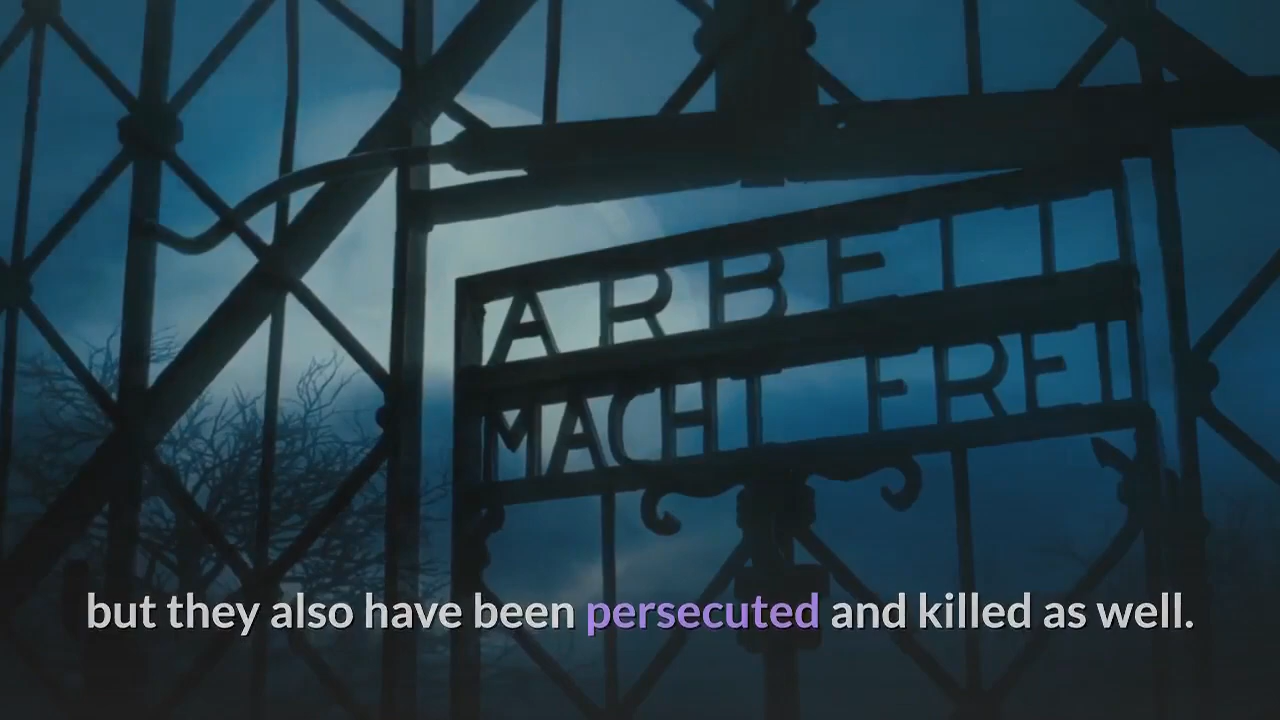 ARBEIT
MACHT FREI
but they also have been persecuted and killed as well.